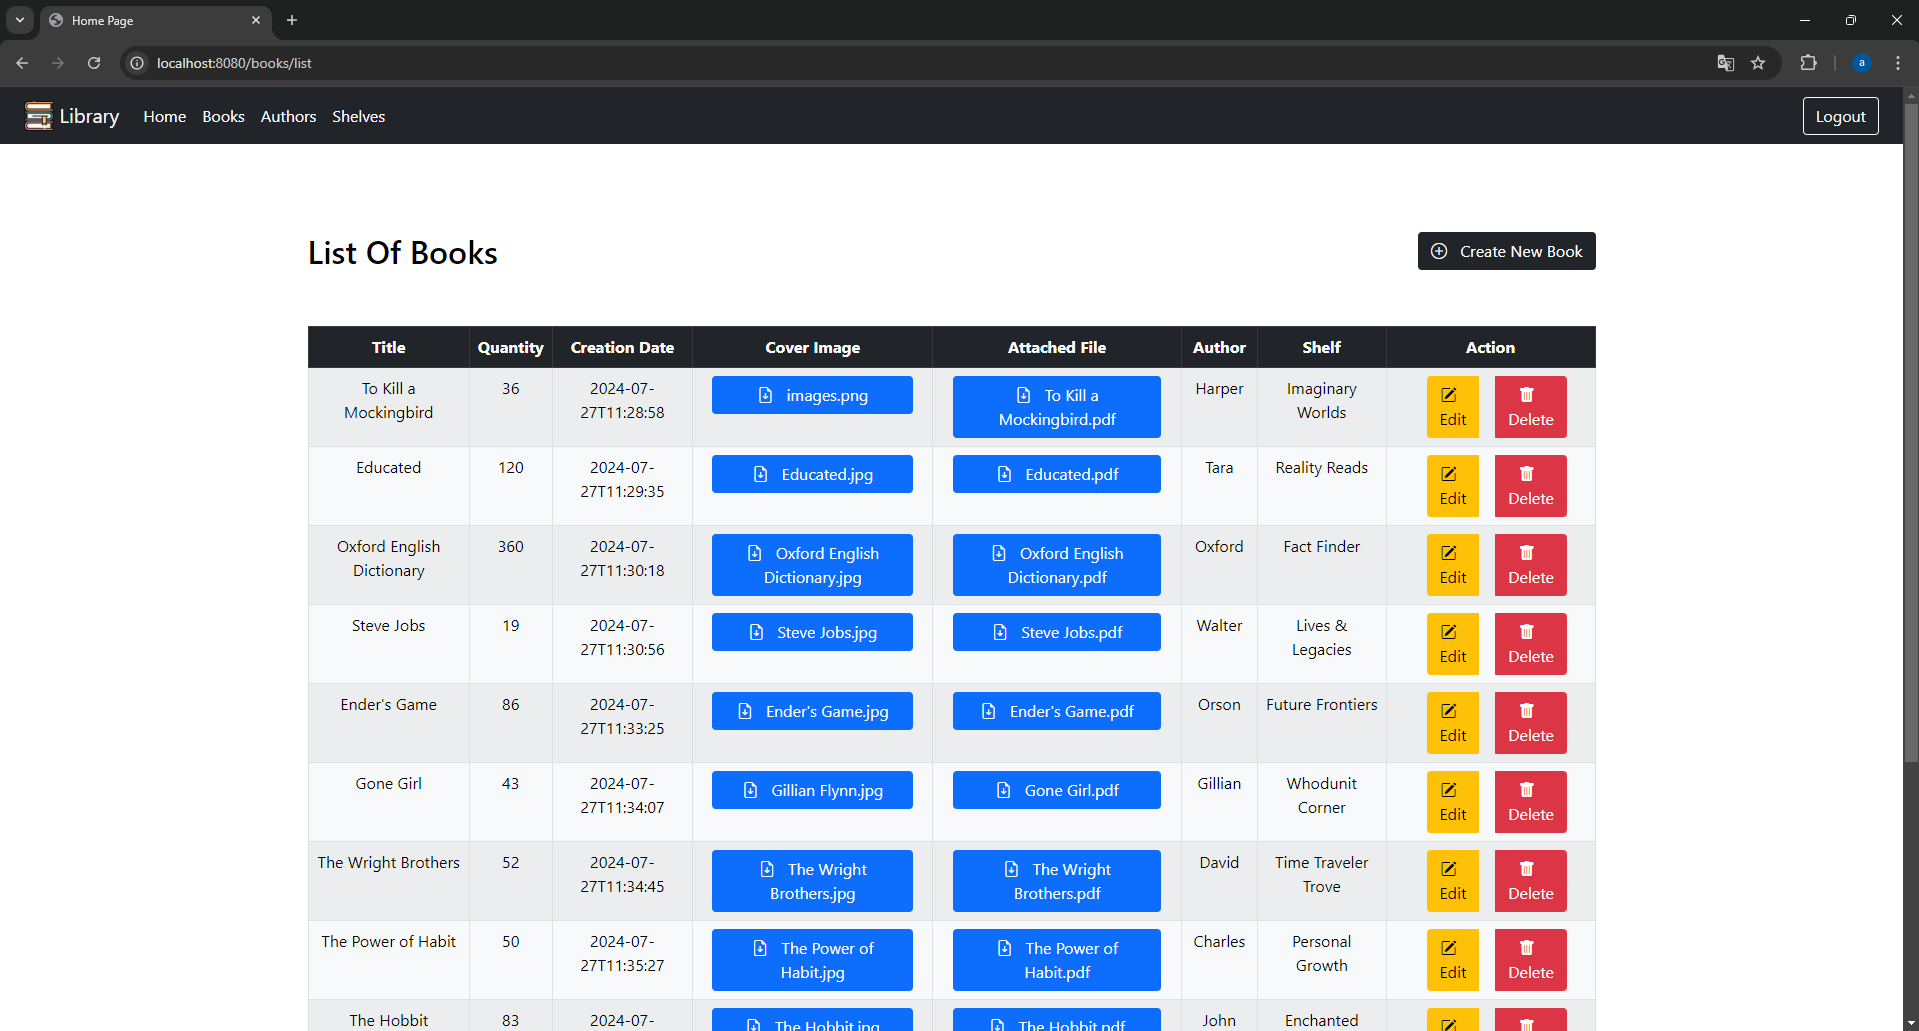 Home Page
localhost:8080/books/list
a
Library Home Books Authors Shelves Logout
List Of Books
Create New Book
Title Quantity Creation Date Cover Image Attached File Author Shelf Action
To Kill a Mockingbird 36 2024-07-27T11:28:58 images.png To Kill a Mockingbird.pdf Harper Imaginary Worlds Edit Delete
Educated 120 2024-07-27T11:29:35 Educated.jpg Educated.pdf Tara Reality Reads Edit Delete
Oxford English Dictionary 360 2024-07-27T11:30:18 Oxford English Dictionary.jpg Oxford English Dictionary.pdf Oxford Fact Finder Edit Delete
Steve Jobs 19 2024-07-27T11:30:56 Steve Jobs.jpg Steve Jobs.pdf Walter Lives & Legacies Edit Delete
Ender's Game 86 2024-07-27T11:33:25 Ender's Game.jpg Ender's Game.pdf Orson Future Frontiers Edit Delete
Gone Girl 43 2024-07-27T11:34:07 Gillian Flynn.jpg Gone Girl.pdf Gillian Whodunit Corner Edit Delete
The Wright Brothers 52 2024-07-27T11:34:45 The Wright Brothers.jpg The Wright Brothers.pdf David Time Traveler Trove Edit Delete
The Power of Habit 50 2024-07-27T11:35:27 The Power of Habit.jpg The Power of Habit.pdf Charles Personal Growth Edit Delete
The Hobbit 83 2024-07- The Hobbit.jpg The Hobbit.pdf John Enchanted